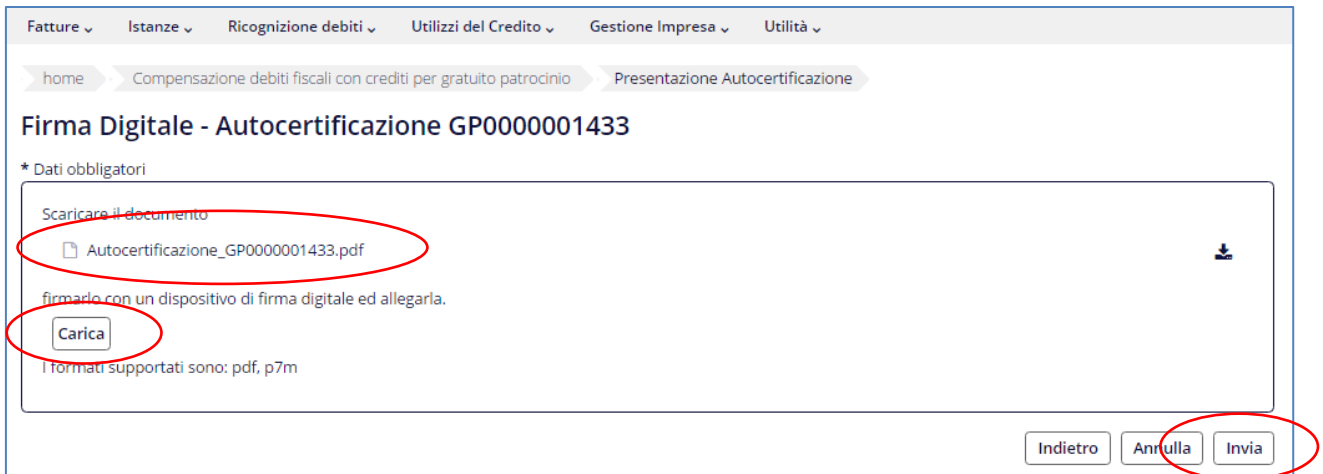 Fatture Istanze Ricognizione debiti Utilizzi del Credito Gestione Impresa Utilità
home Compensazione debiti fiscali con crediti per gratuito patrocinio Presentazione Autocertificazione
Firma Digitale - Autocertificazione GP0000001433
* Dati obbligatori
Scaricare il documento
Autocertificazione_GP0000001433.pdf
firmarlo con un dispositivo di firma digitale ed allegarla.
Carica
I formati supportati sono: pdf, p7m
Indietro Annulla Invia